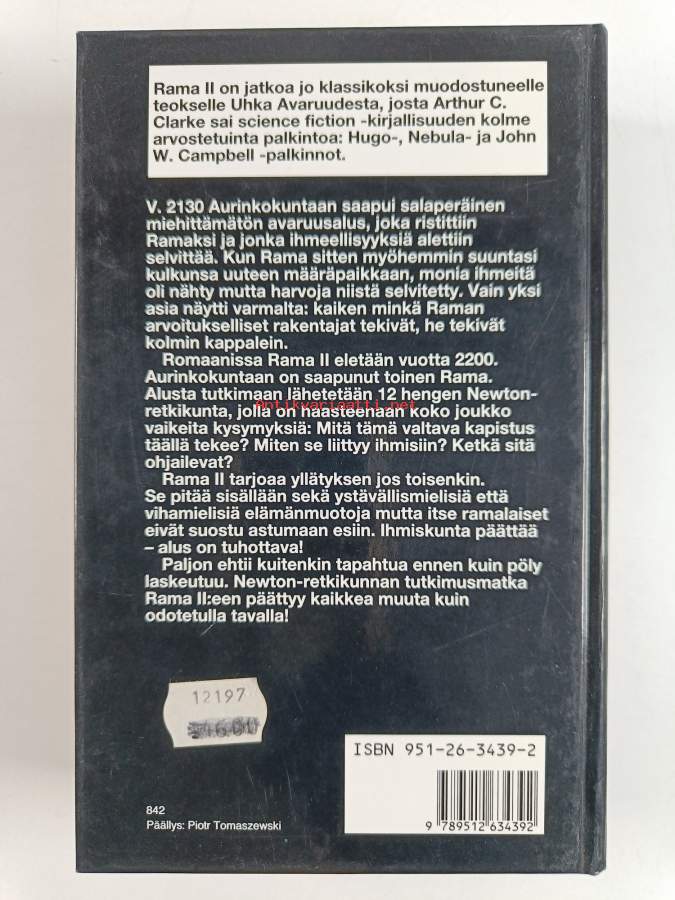 Rama II on jatkoa jo klassikoksi muodostuneelle
teokselle Uhka Avaruudesta, josta Arthur C.
Clarke sai science fiction -kirjallisuuden kolme
arvostetuinta palkintoa: Hugo-, Nebula- ja John
W. Campbell -palkinnot.
V. 2130 Aurinkokuntaan saapui salaperäinen
miehittämätön avaruusalus, joka ristittiin
Ramaksi ja jonka ihmeellisyyksiä alettiin
selvittää. Kun Rama sitten myöhemmin suuntasi
kulkunsa uuteen määräpaikkaan, monia ihmeitä
oli nähty mutta harvoja niistä selvitetty. Vain yksi
asia näytti varmalta: kaiken minkä Raman
arvoitukselliset rakentajat tekivät, he tekivät
kolmin kappalein.
Romaanissa Rama II eletään vuotta 2200.
Aurinkokuntaan on saapunut toinen Rama.
Alusta tutkimaan lähetetään 12 hengen Newton-
Antikvariaatti.net
retkikunta, jolla on haasteenaan koko joukko
vaikeita kysymyksiä: Mitä tämä valtava kapistus
täällä tekee? Miten se liittyy ihmisiin? Ketkä sitä
ohjailevat?
Rama II tarjoaa yllätyksen jos toisenkin.
Se pitää sisällään sekä ystävällismielisiä että
vihamielisiä elämänmuotoja mutta itse ramalaiset
eivät suostu astumaan esiin. Ihmiskunta päättää
– alus on tuhottava!
Paljon ehtii kuitenkin tapahtua ennen kuin pöly
laskeutuu. Newton-retkikunnan tutkimusmatka
Rama II:een päättyy kaikkea muuta kuin
odotetulla tavalla!
12197
ISBN 951-26-3439-2
9 789512 634392
842
Päällys: Piotr Tomaszewski